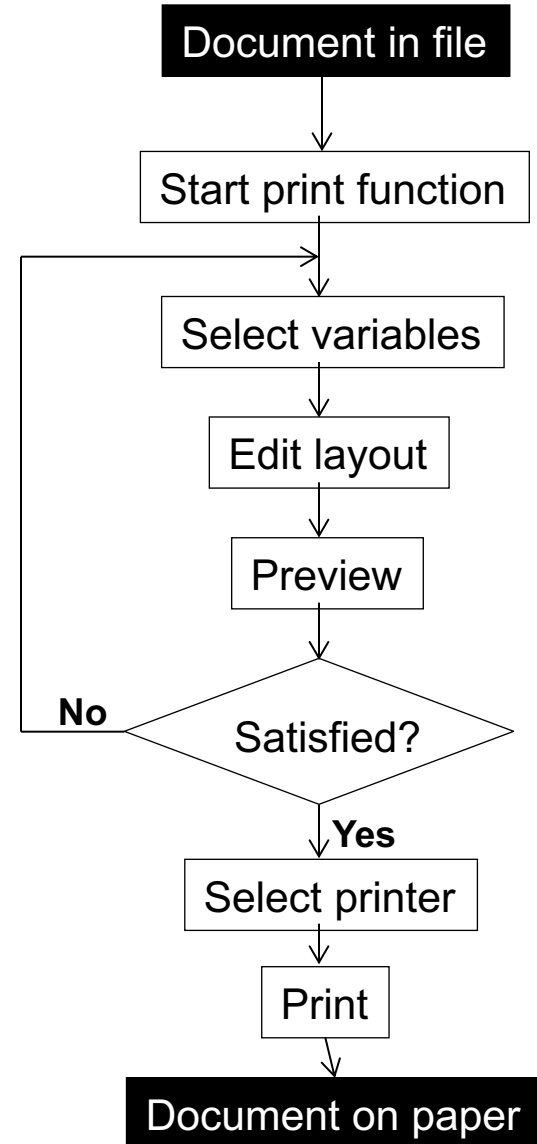 Document in file
Start print function
Select variables
Edit layout
Preview
No
Satisfied?
Yes
Select printer
Print
Document on paper